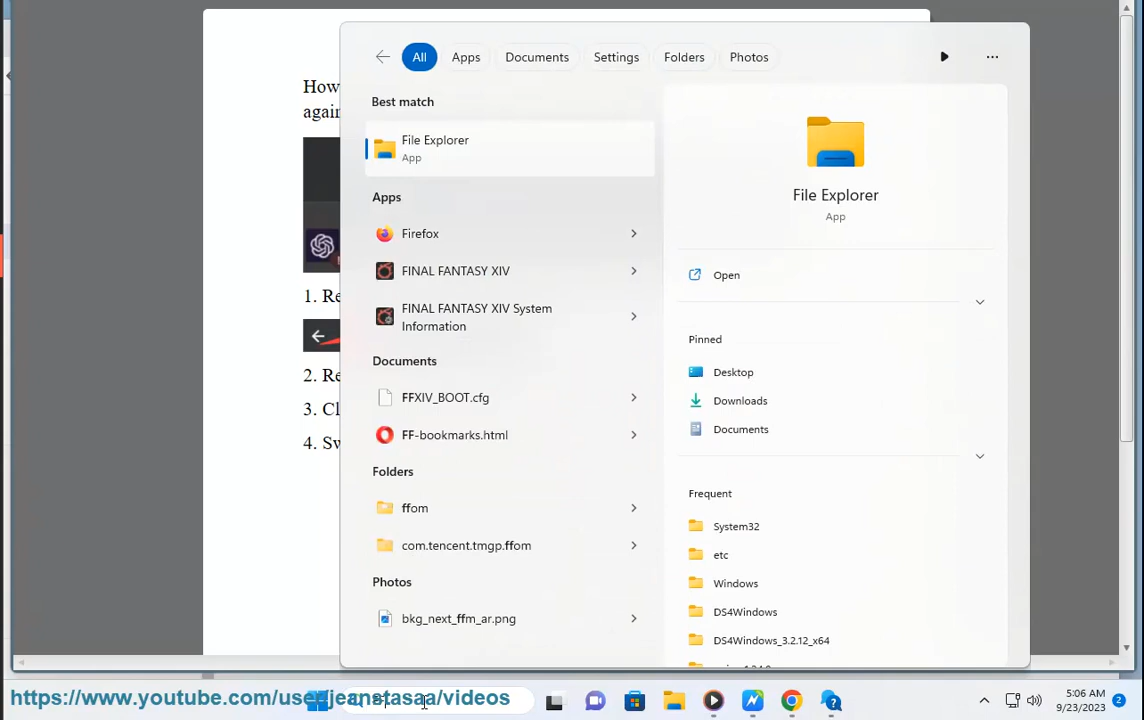 How
again
1. Re
2. Re
3. Cl
4. Sw
All Apps Documents Settings Folders Photos
Best match
File Explorer
App
Apps
Firefox
FINAL FANTASY XIV
FINAL FANTASY XIV System
Information
Documents
FFXIV_BOOT.cfg
FF-bookmarks.html
Folders
ffom
com.tencent.tmgp.ffom
Photos
bkg_next_ffm_ar.png
File Explorer
App
Open
Pinned
Desktop
Downloads
Documents
Frequent
System32
etc
Windows
DS4Windows
DS4Windows_3.2.12_x64
https://www.youtube.com/user/jeanstasaa/videos
5:06 AM
9/23/2023
2